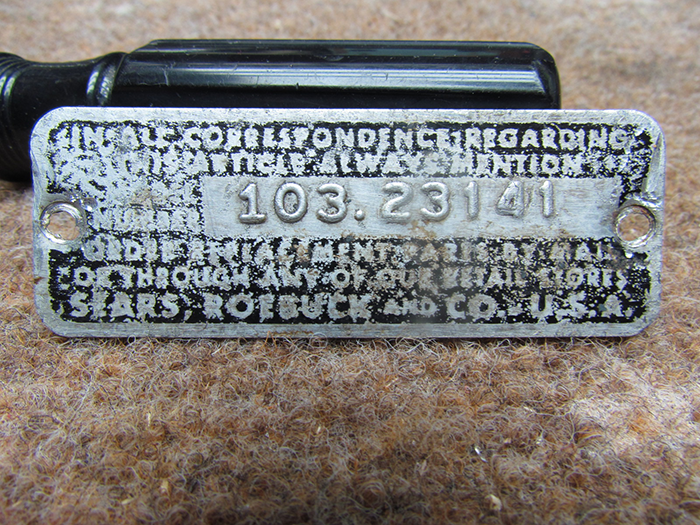 IN ALL CORRESPONDENCE REGARDING
THIS ARTICLE ALWAYS MENTION
103.23141
ORDER REPLACEMENT PARTS BY MAIL
OR THROUGH ANY OF OUR RETAIL STORES
SEARS, ROEBUCK AND CO.-U.S.A.